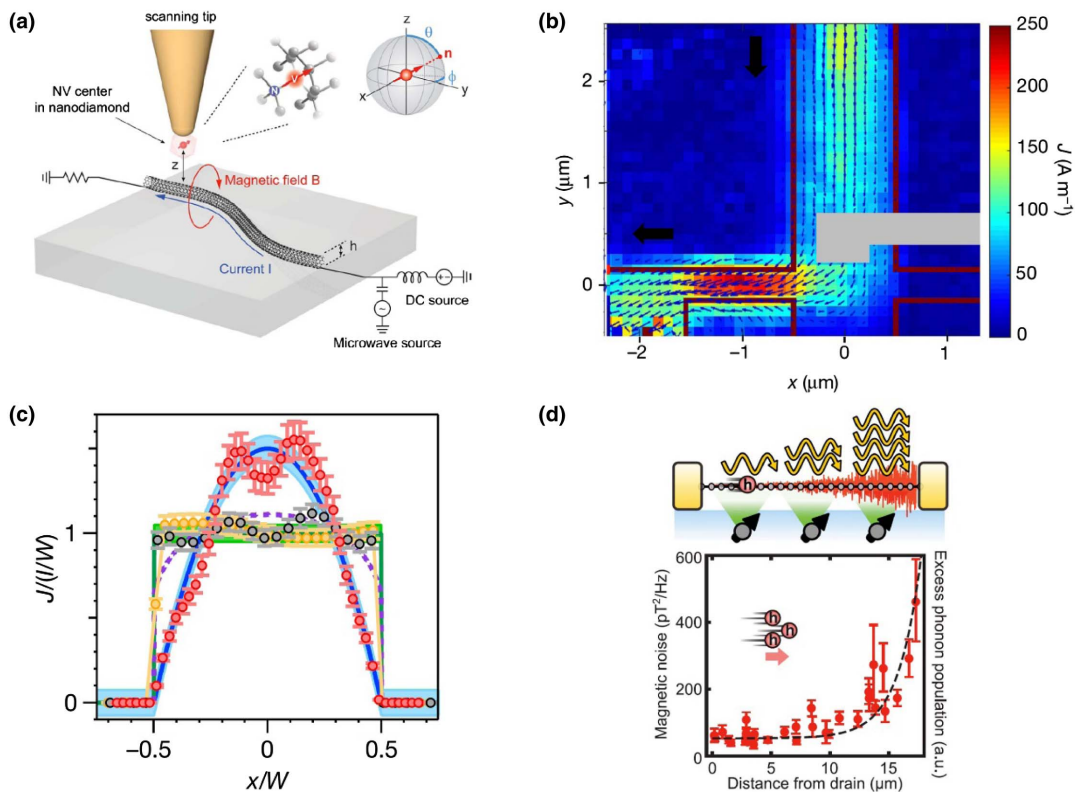 (a)
scanning tip
NV center
in nanodiamond
N
V
z
θ
n
ϕ
x
y
z
Magnetic field B
Current I
h
DC source
Microwave source
(b)
2
1
0
y (μm)
−2
−1
0
1
x (μm)
250
200
150
100
50
0
J (A m⁻¹)
(c)
1
0
J/(I/W)
−0.5
0
0.5
x/W
(d)
h
600
400
200
0
Magnetic noise (pT²/Hz)
h
h
h
Excess phonon population (a.u.)
0
5
10
15
Distance from drain (μm)